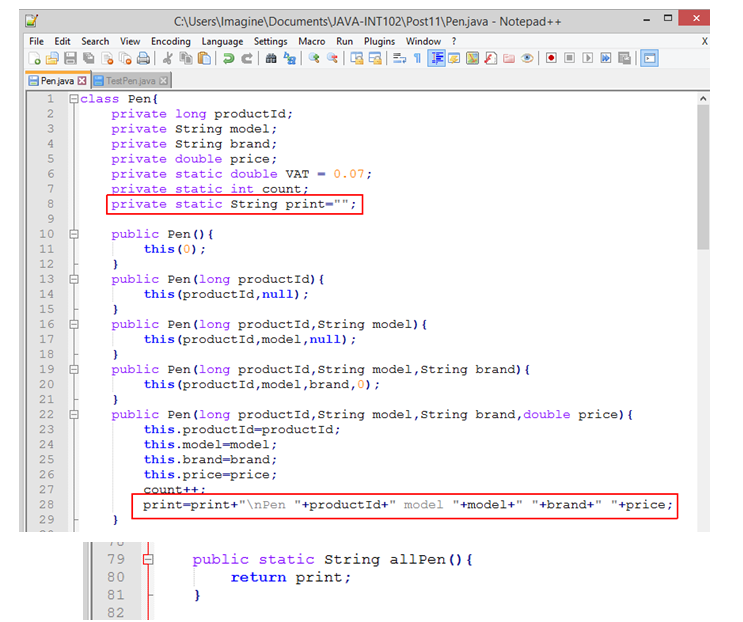 C:\Users\Imagine\Documents\JAVA-INT102\Post11\Pen.java - Notepad++
File Edit Search View Encoding Language Settings Macro Run Plugins Window ? X
Pen.java TestPen.java
1 class Pen{
2 private long productId;
3 private String model;
4 private String brand;
5 private double price;
6 private static double VAT = 0.07;
7 private static int count;
8 private static String print="";
9
10 public Pen(){
11 this(0);
12 }
13 public Pen(long productId){
14 this(productId,null);
15 }
16 public Pen(long productId,String model){
17 this(productId,model,null);
18 }
19 public Pen(long productId,String model,String brand){
20 this(productId,model,brand,0);
21 }
22 public Pen(long productId,String model,String brand,double price){
23 this.productId=productId;
24 this.model=model;
25 this.brand=brand;
26 this.price=price;
27 count++;
28 print=print+"\nPen "+productId+" model "+model+" "+brand+" "+price;
29 }
79 public static String allPen(){
80 return print;
81 }
82